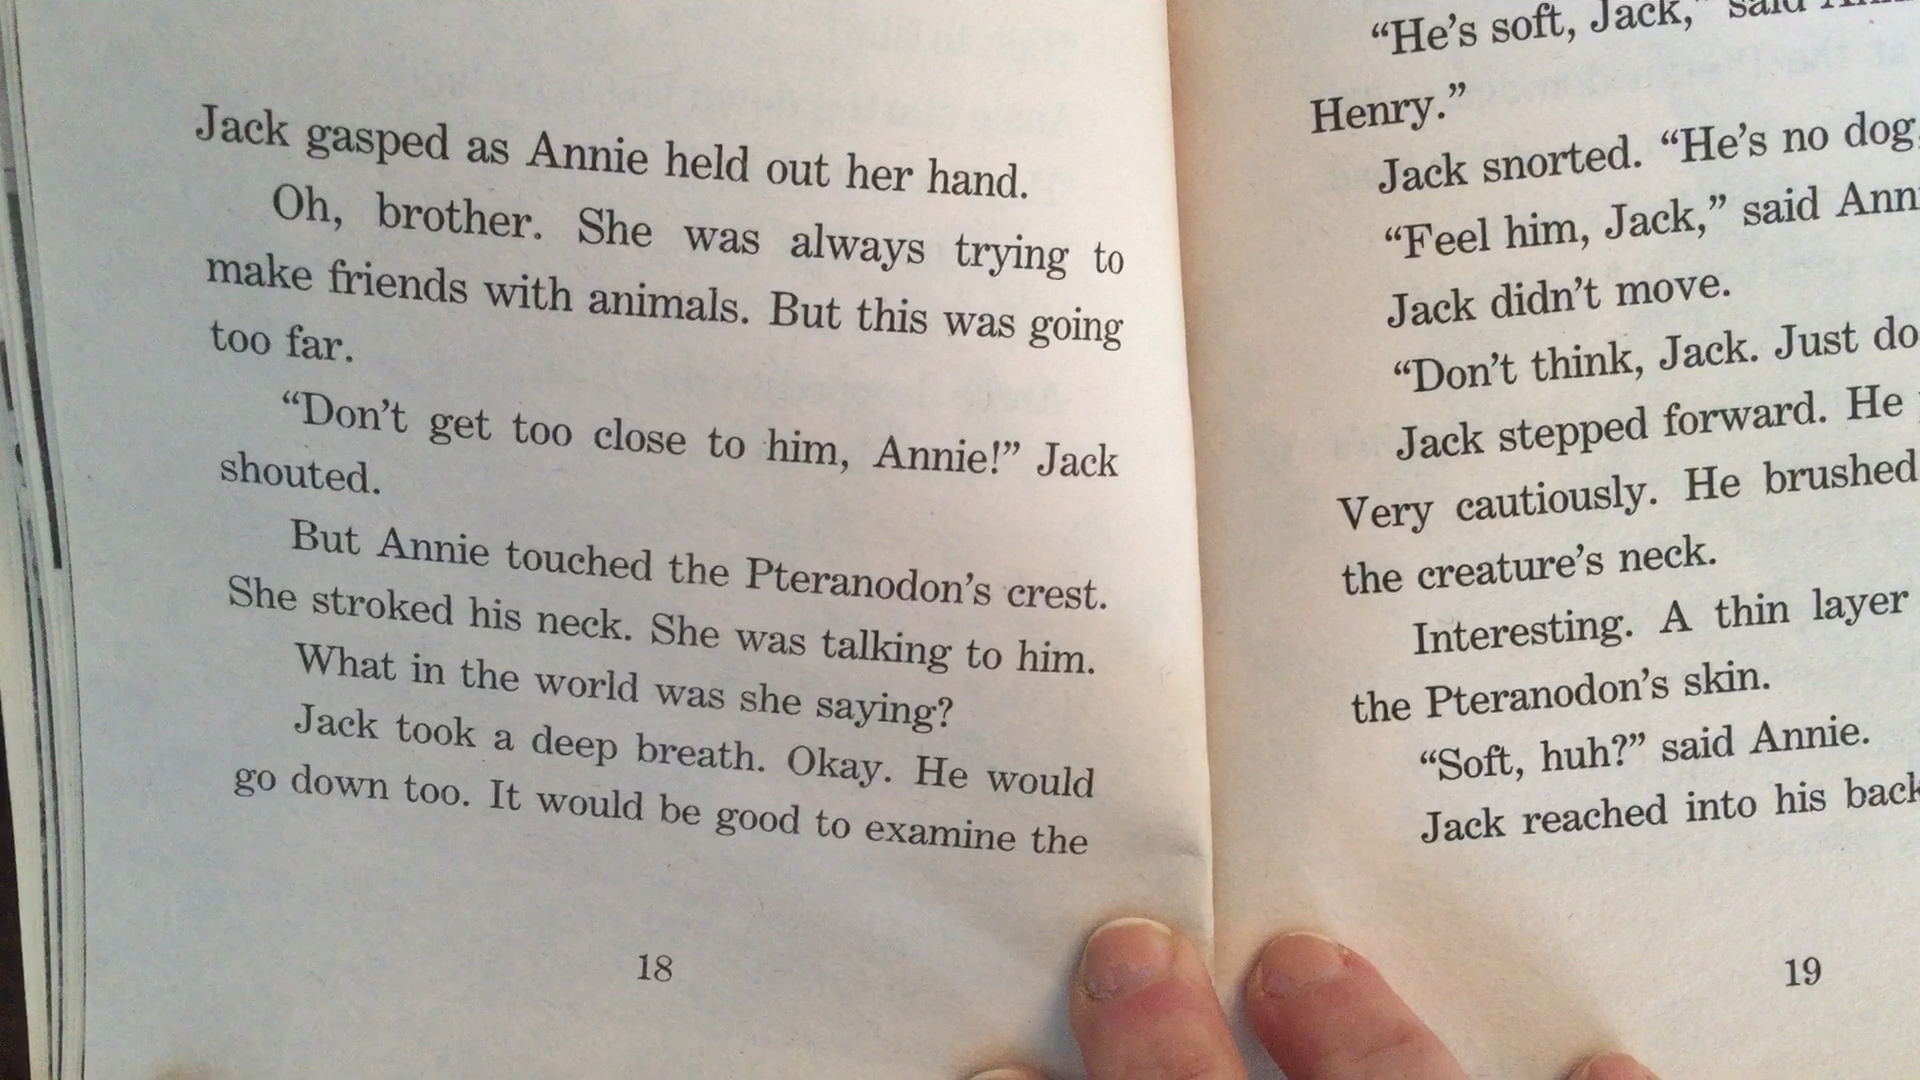 Jack gasped as Annie held out her hand.
Oh, brother. She was always trying to
make friends with animals. But this was going
too far.
“Don’t get too close to him, Annie!” Jack
shouted.
But Annie touched the Pteranodon’s crest.
She stroked his neck. She was talking to him.
What in the world was she saying?
Jack took a deep breath. Okay. He would
go down too. It would be good to examine the
18
“He’s soft, Jack,” said
Henry.”
Jack snorted. “He’s no dog,
“Feel him, Jack,” said
Jack didn’t move.
“Don’t think, Jack. Just do
Jack stepped forward. He
Very cautiously. He brushed
the creature’s neck.
Interesting. A thin layer
the Pteranodon’s skin.
“Soft, huh?” said Annie.
Jack reached into his
19